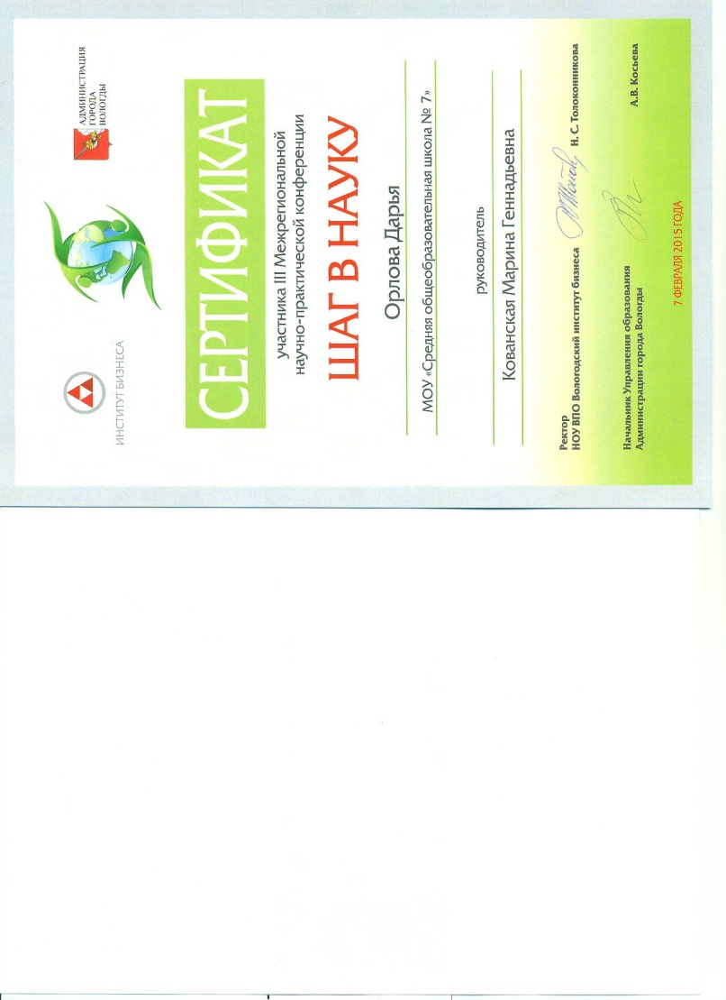 ИНСТИТУТ БИЗНЕСА
АДМИНИСТРАЦИЯ
ГОРОДА
ВОЛОГДЫ
СЕРТИФИКАТ
участника III Межрегиональной
научно-практической конференции
ШАГ В НАУКУ
Орлова Дарья
МОУ «Средняя общеобразовательная школа № 7»
руководитель
Кованская Марина Геннадьевна
Ректор
НОУ ВПО Вологодский институт бизнеса Н. С. Толоконникова
Начальник Управления образования
Администрации города Вологды А.В. Косьева
7 ФЕВРАЛЯ 2015 ГОДА